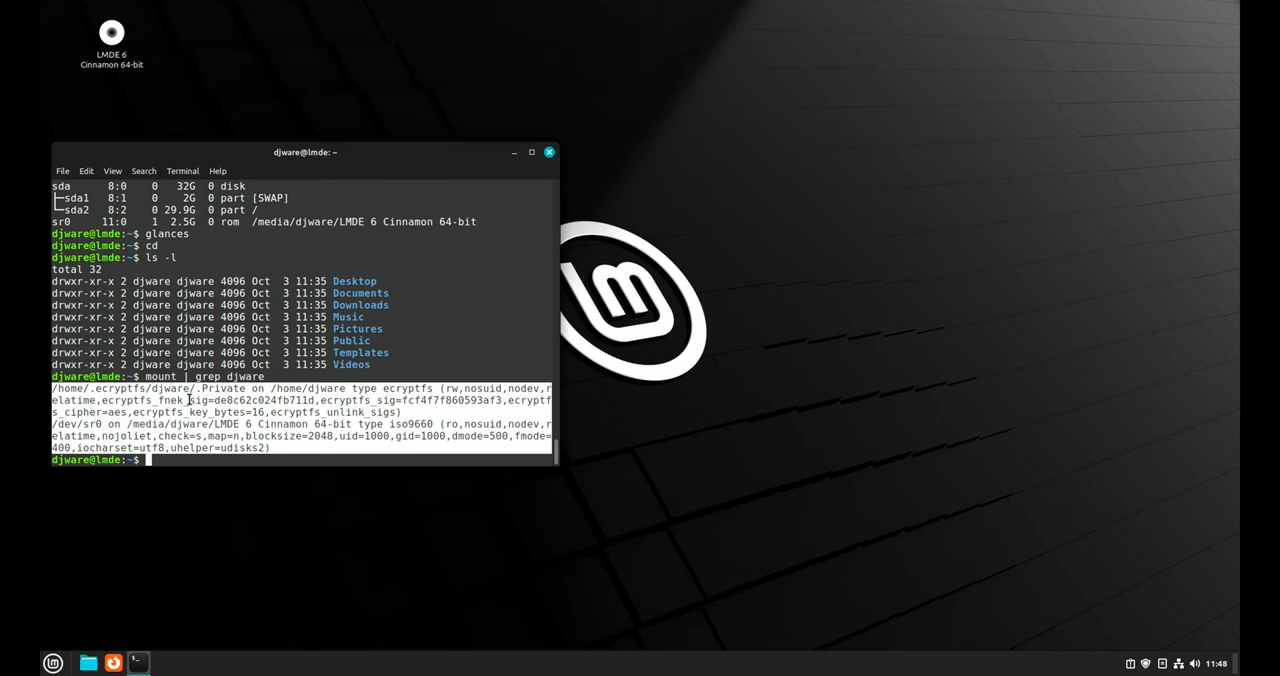 LMDE 6
Cinnamon 64-bit
djware@lmde: ~
File Edit View Search Terminal Help
sda 8:0 0 32G 0 disk
├─sda1 8:1 0 2G 0 part [SWAP]
└─sda2 8:2 0 29.9G 0 part /
sr0 11:0 1 2.5G 0 rom /media/djware/LMDE 6 Cinnamon 64-bit
djware@lmde:~$ glances
djware@lmde:~$ cd
djware@lmde:~$ ls -l
total 32
drwxr-xr-x 2 djware djware 4096 Oct 3 11:35 Desktop
drwxr-xr-x 2 djware djware 4096 Oct 3 11:35 Documents
drwxr-xr-x 2 djware djware 4096 Oct 3 11:35 Downloads
drwxr-xr-x 2 djware djware 4096 Oct 3 11:35 Music
drwxr-xr-x 2 djware djware 4096 Oct 3 11:35 Pictures
drwxr-xr-x 2 djware djware 4096 Oct 3 11:35 Public
drwxr-xr-x 2 djware djware 4096 Oct 3 11:35 Templates
drwxr-xr-x 2 djware djware 4096 Oct 3 11:35 Videos
djware@lmde:~$ mount | grep djware
/home/.ecryptfs/djware/.Private on /home/djware type ecryptfs (rw,nosuid,nodev,r
elatime,ecryptfs_fnek_sig=de8c62c024fb711d,ecryptfs_sig=fcf4f7f860593af3,ecryptf
s_cipher=aes,ecryptfs_key_bytes=16,ecryptfs_unlink_sigs)
/dev/sr0 on /media/djware/LMDE 6 Cinnamon 64-bit type iso9660 (ro,nosuid,nodev,r
elatime,nojoliet,check=s,map=n,blocksize=2048,uid=1000,gid=1000,dmode=500,fmode=
400,iocharset=utf8,uhelper=udisks2)
djware@lmde:~$
11:48